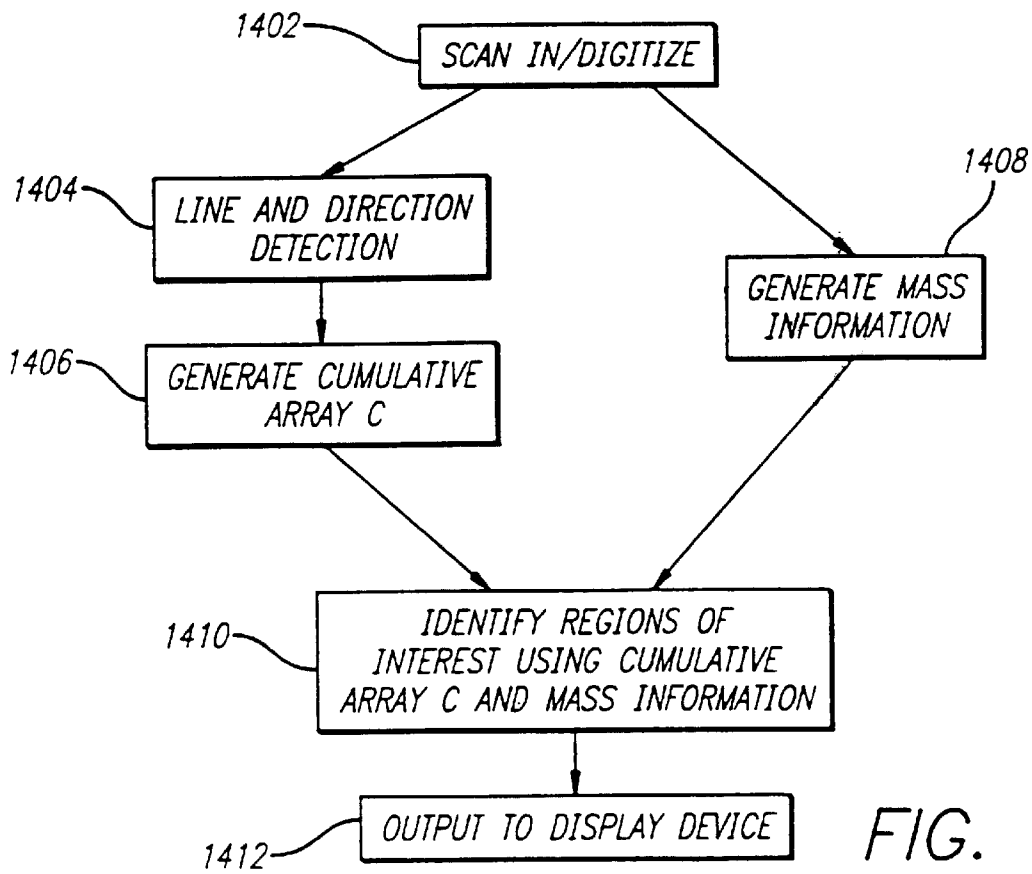 1402
SCAN IN/DIGITIZE
1404
LINE AND DIRECTION
DETECTION
1408
GENERATE MASS
INFORMATION
1406
GENERATE CUMULATIVE
ARRAY C
1410
IDENTIFY REGIONS OF
INTEREST USING CUMULATIVE
ARRAY C AND MASS INFORMATION
1412
OUTPUT TO DISPLAY DEVICE
FIG.